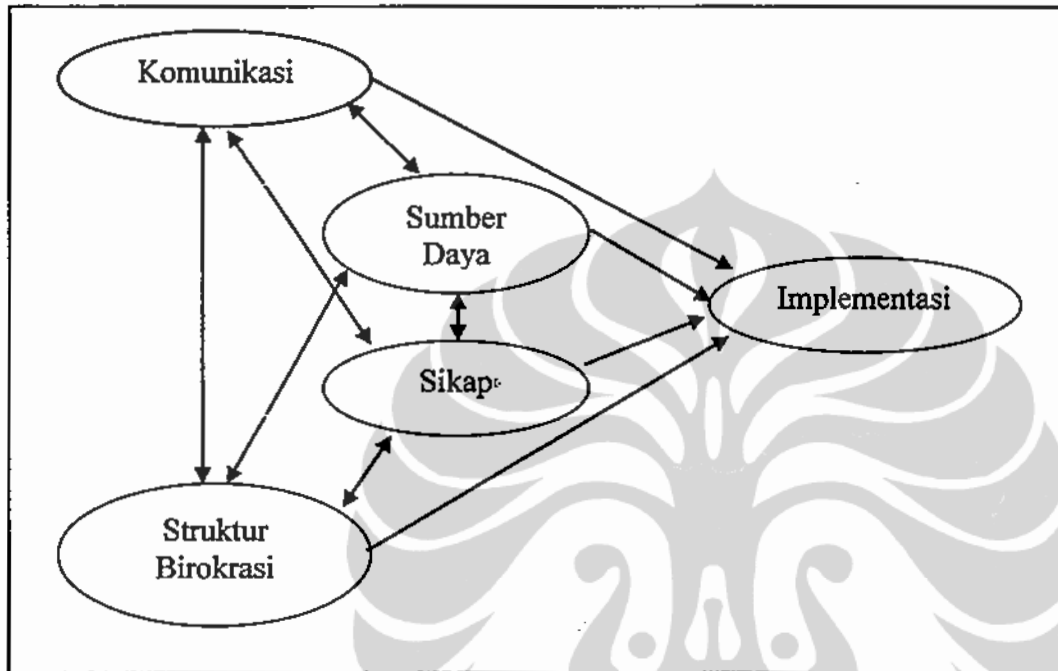 Komunikasi
Sumber
Daya
Implementasi
Sikap
Struktur
Birokrasi